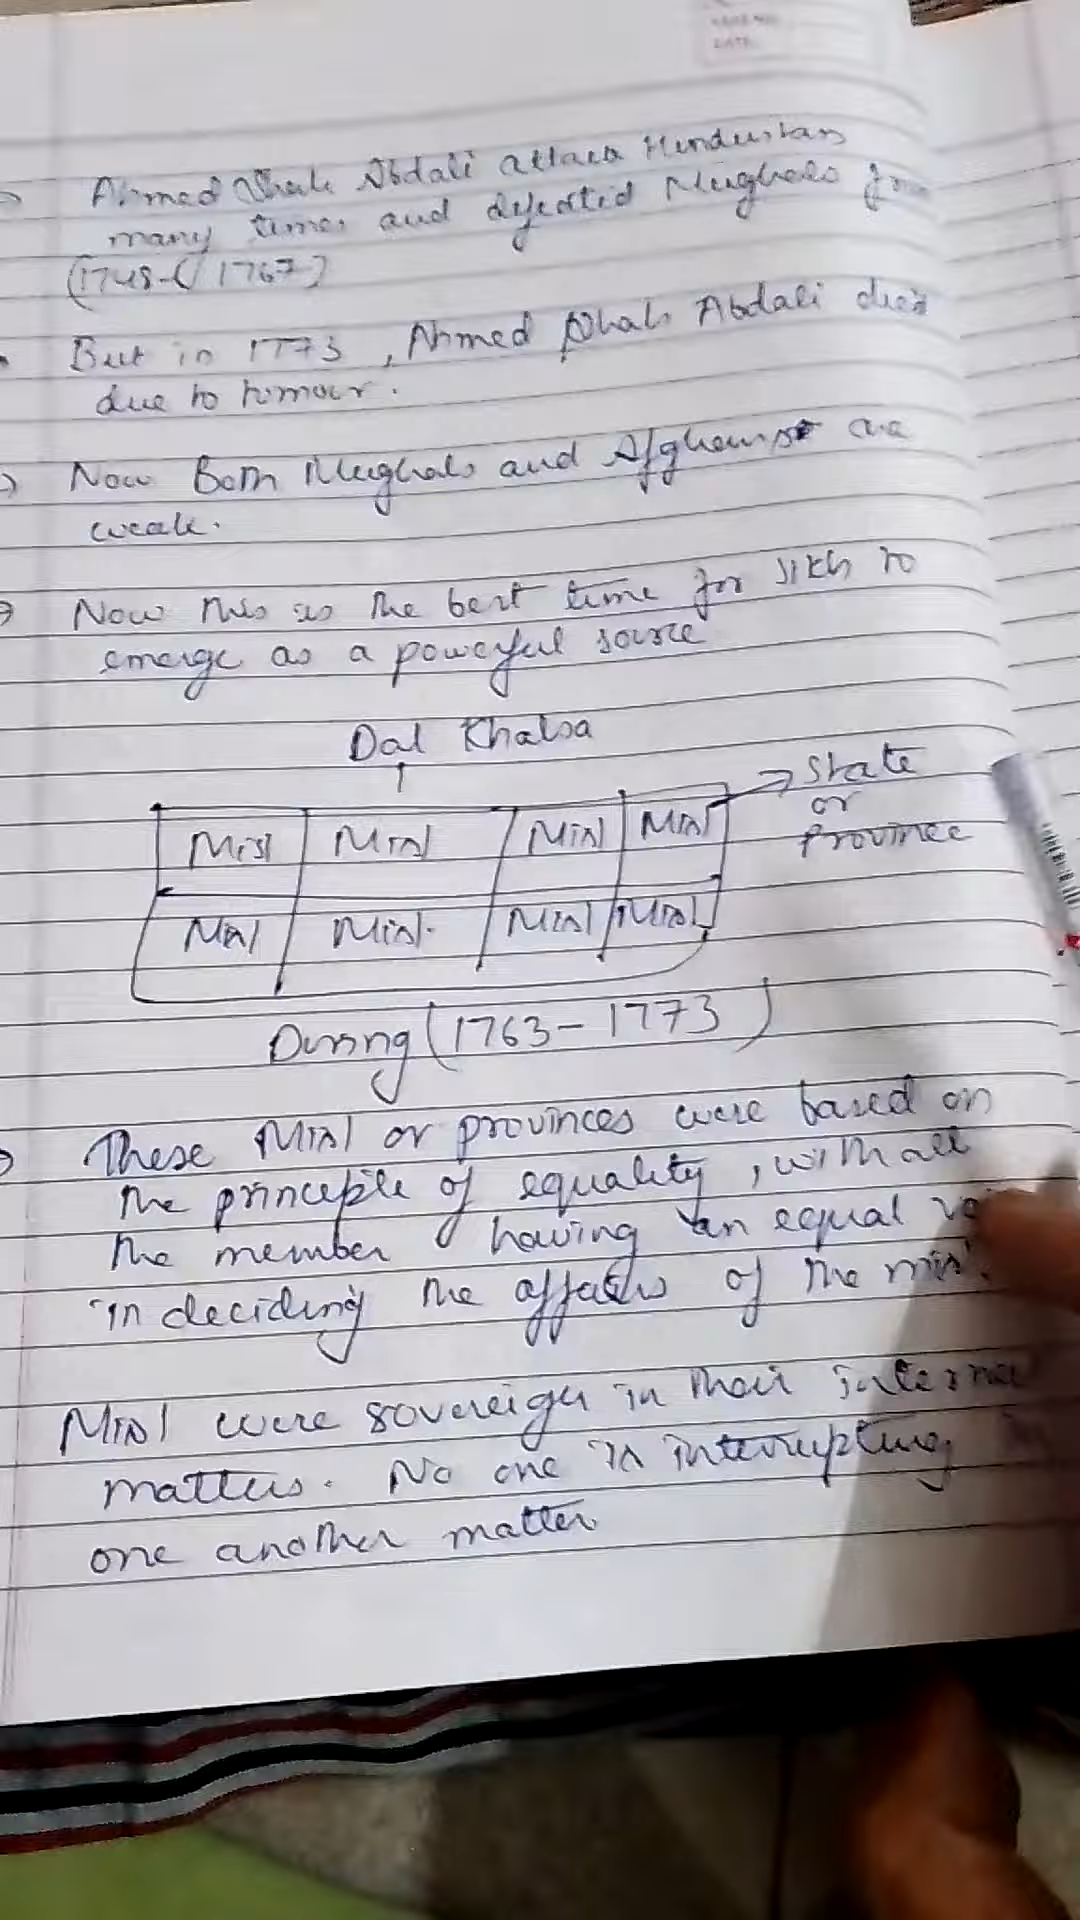 DATE
Ahmed Shah Abdali attack Hindustan
many times and defeated Mughals from
(1748-1767)
But in 1773, Ahmed Shah Abdali died
due to tumour.
Now Both Mughals and Afghans are
weak.
Now this is the best time for sikh to
emerge as a powerful source
Dal Khalsa
→ State
or
Province
Misl Misl Misl Misl
Misl Misl. Misl Misl
During (1763-1773)
These Misl or provinces were based on
the principle of equality, with all
the member having an equal
in deciding the affairs of the misl.
Misl were sovereign in their internal
matters. No one is interrupting in
one another matter